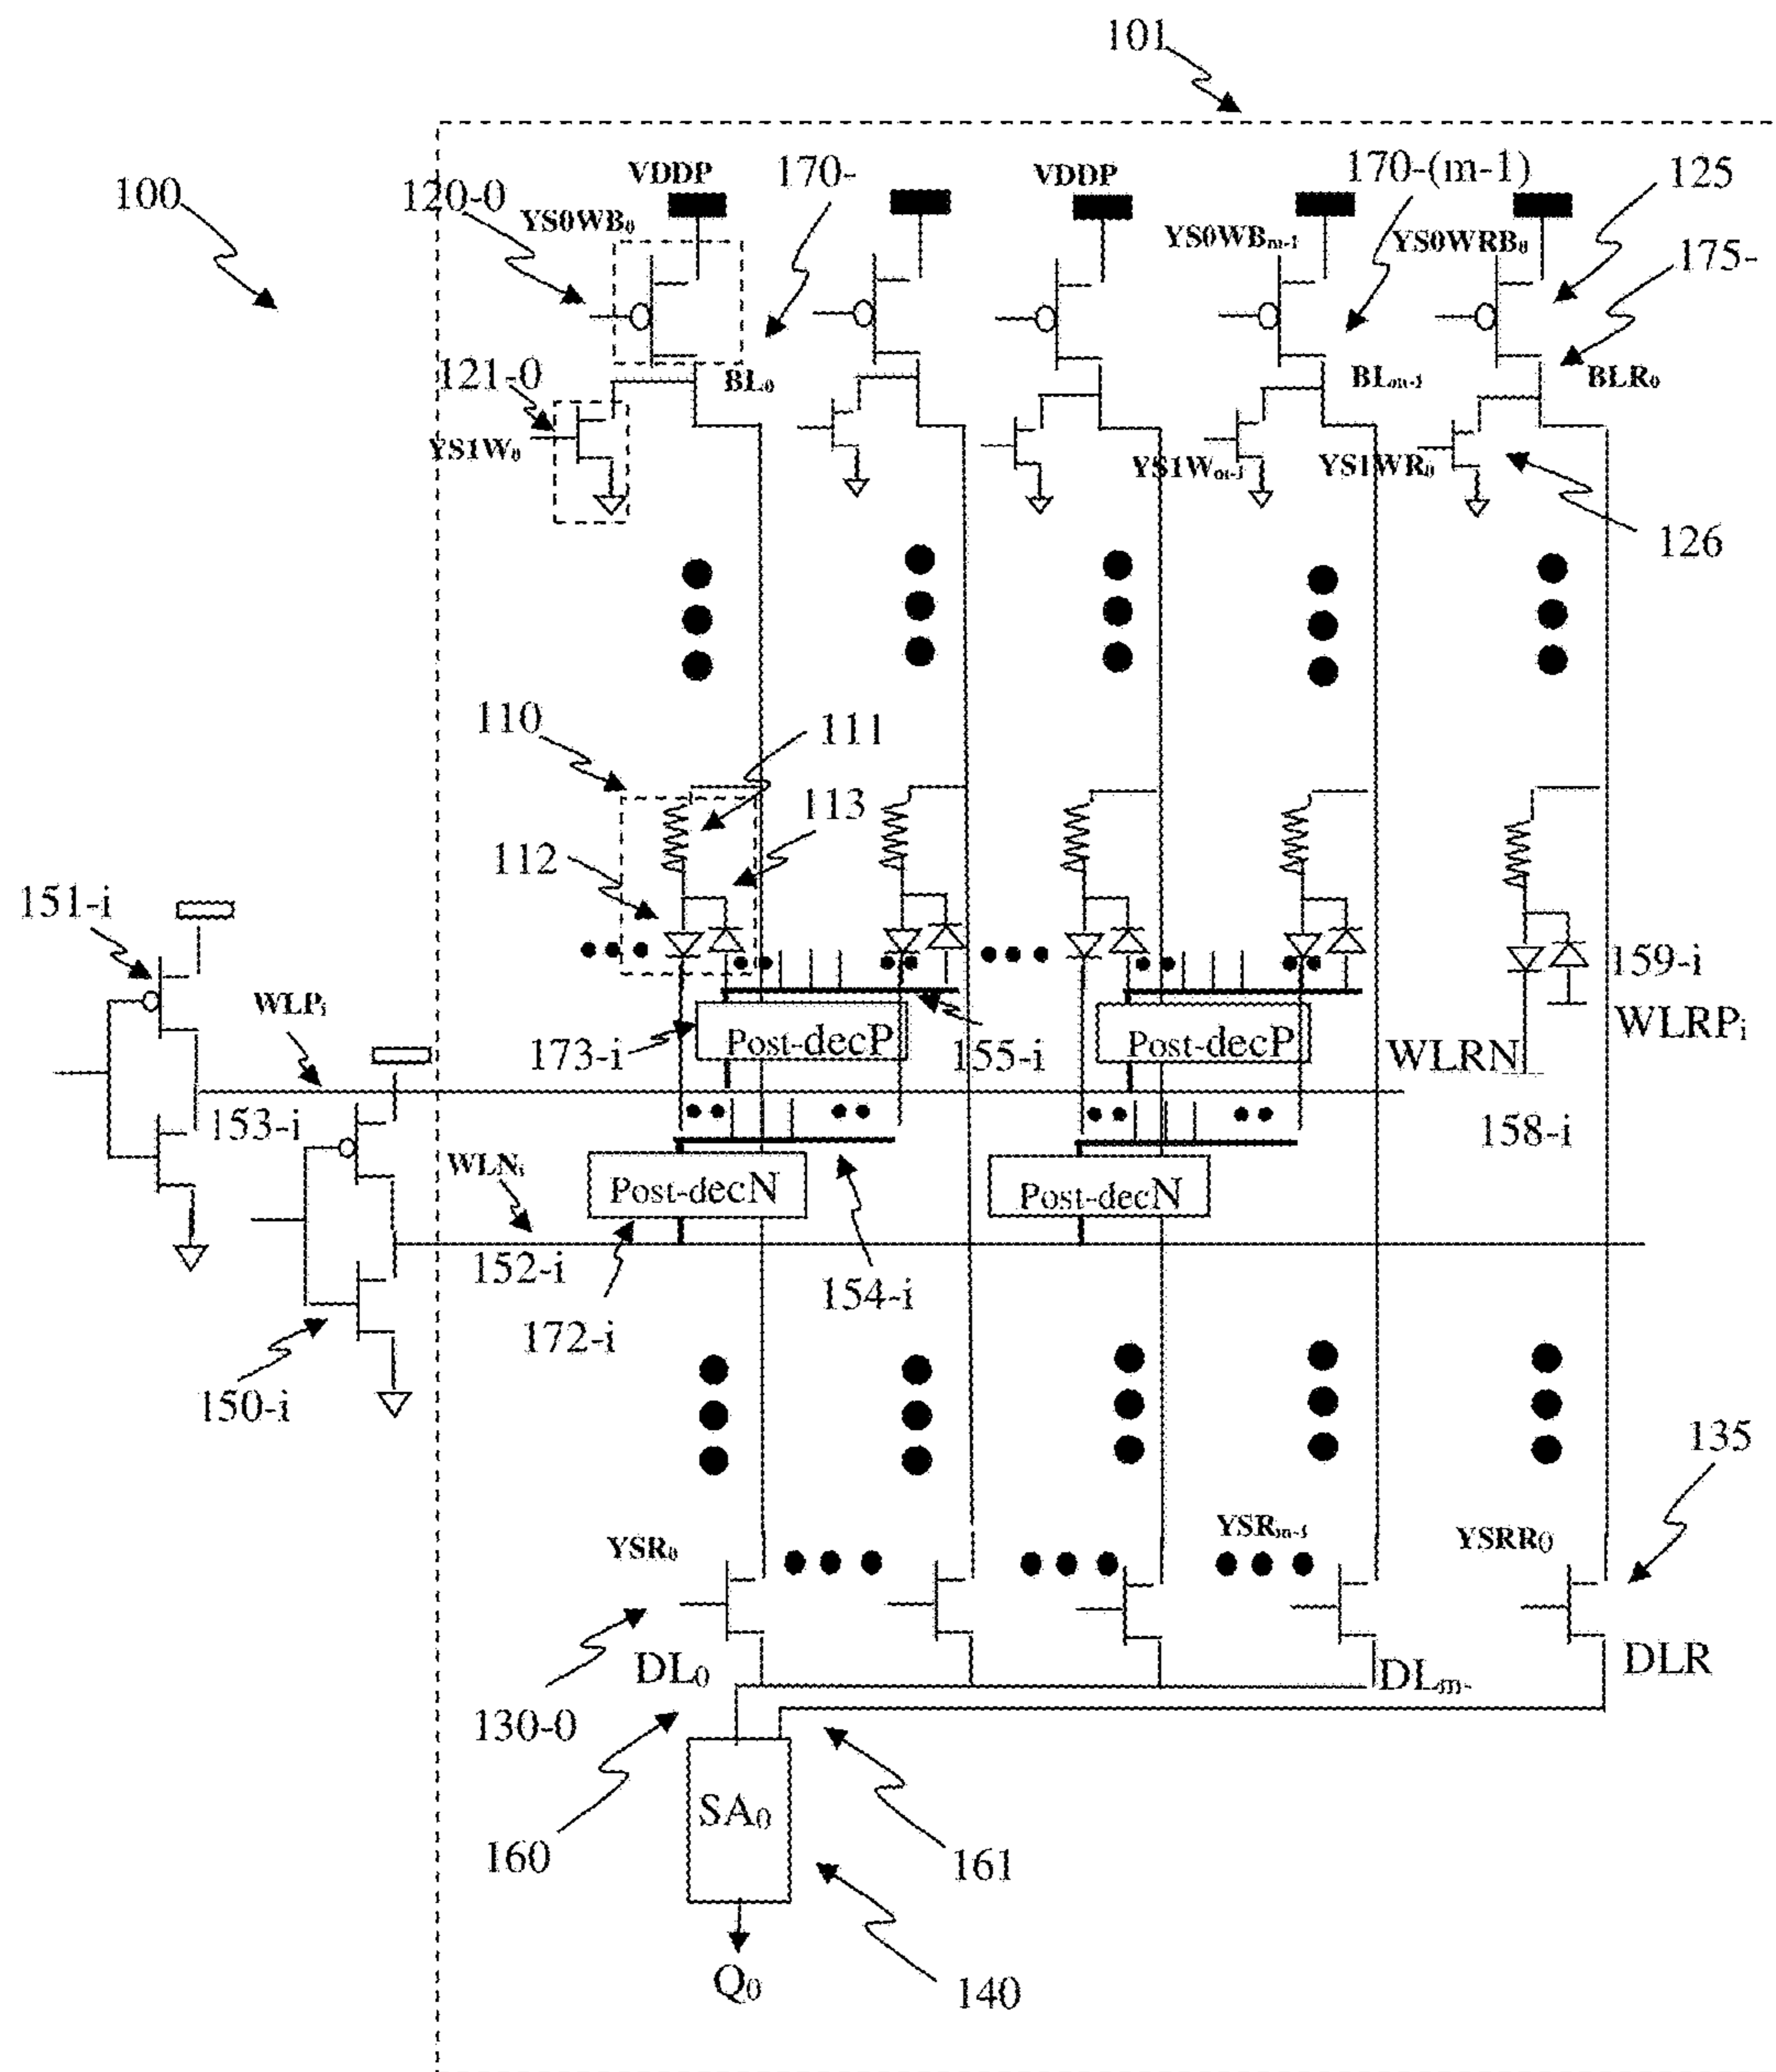 101
100
VDDP
170-
VDDP
170-(m-1)
125
120-0
YS0WB0
YS0WBm-1
YS0WRB0
175-
121-0
BL0
BLm-1
BLR0
YS1W0
YS1Wm-1
YS1WR0
126
110
111
113
112
151-i
159-i
WLPi
WLRPi
173-i
Post-decP
155-i
Post-decP
WLRN
153-i
158-i
WLNi
Post-decN
Post-decN
152-i
154-i
172-i
150-i
135
YSR0
YSRm-1
YSRR0
DL0
DLm-
DLR
130-0
SA0
160
161
Q0
140